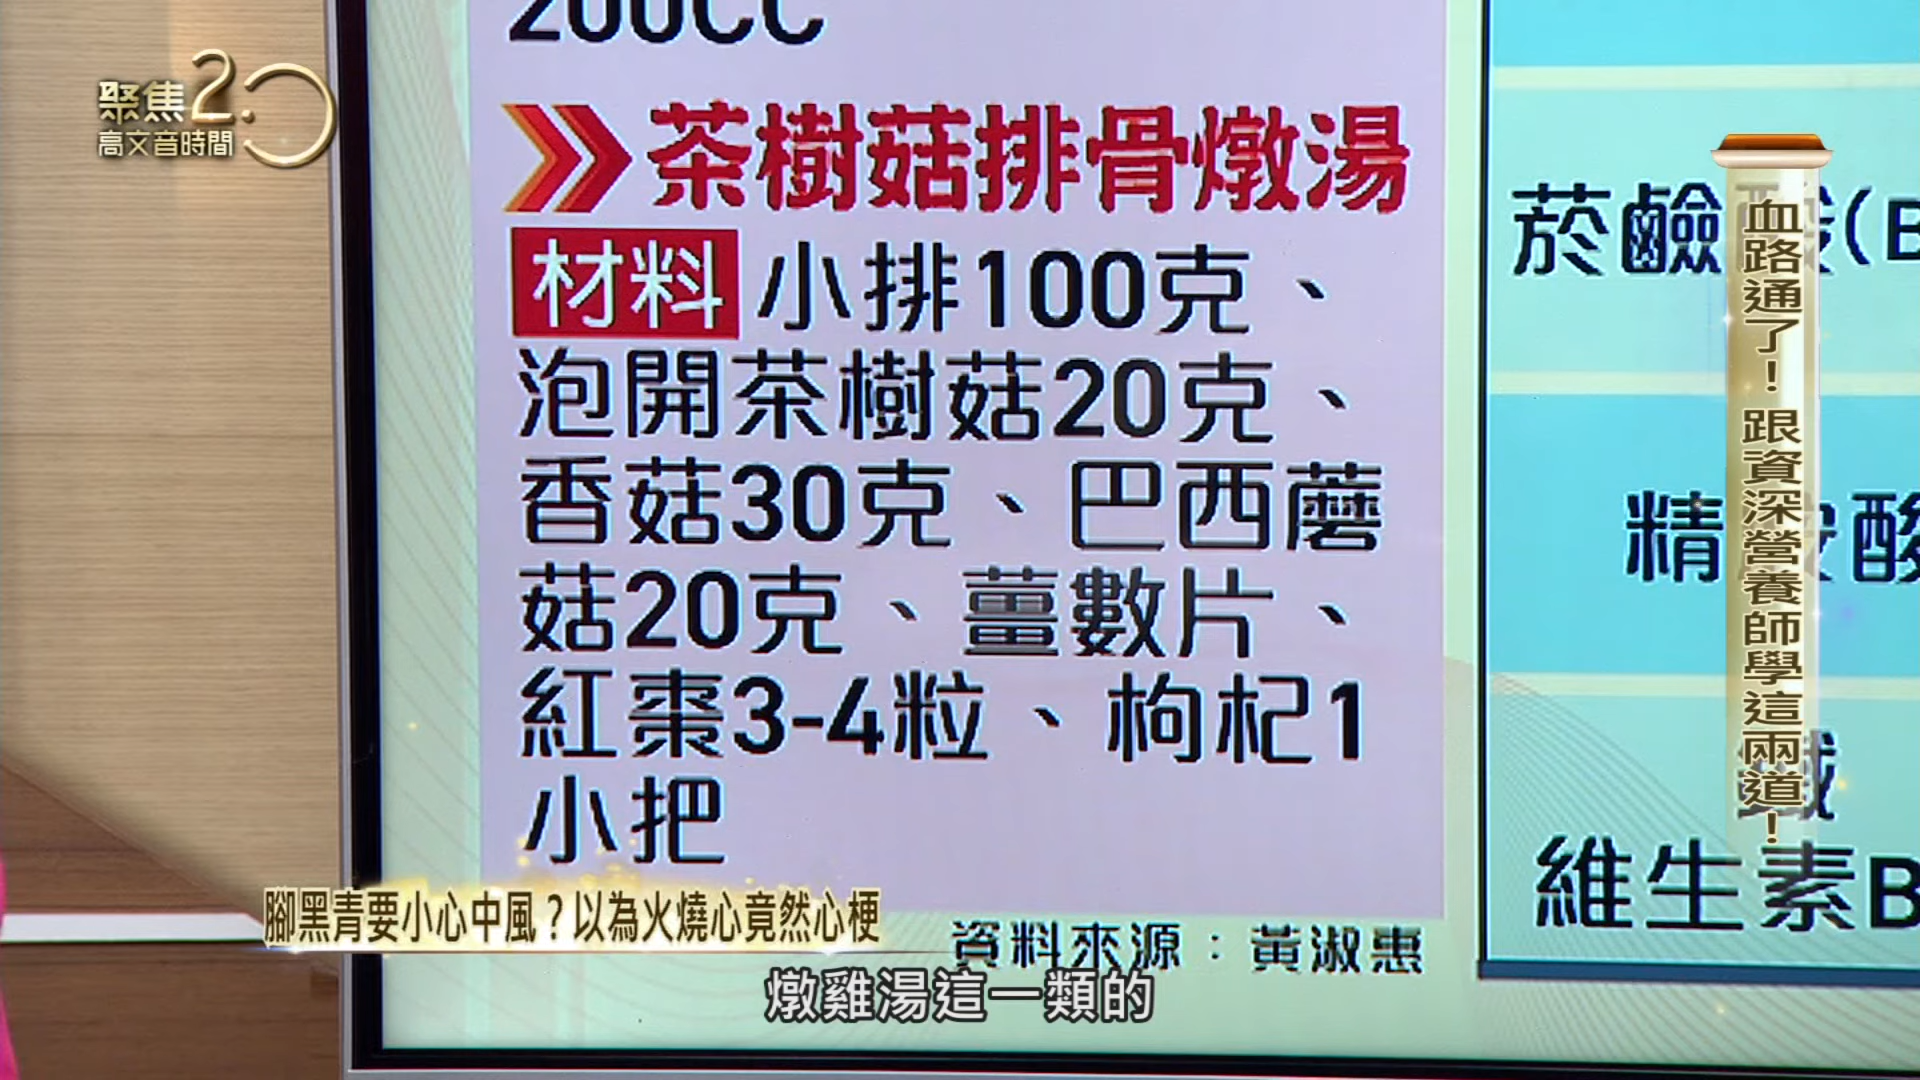 200CC
聚焦2.0
高文音時間
茶樹菇排骨燉湯
材料 小排100克、
泡開茶樹菇20克、
香菇30克、巴西蘑
菇20克、薑數片、
紅棗3-4粒、枸杞1
小把
資料來源：黃淑惠
菸鹼酸(B
精胺酸
維生素B
血路通了！跟資深營養師學這兩道！
腳黑青要小心中風？以為火燒心竟然心梗
燉雞湯這一類的